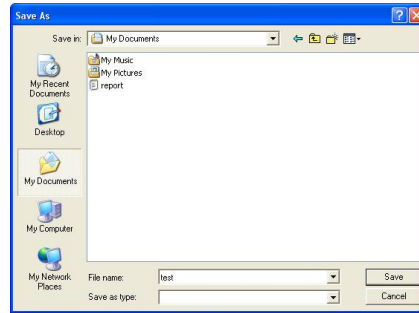 Save As
Save in:
My Documents
My Recent
Documents
Desktop
My Documents
My Computer
My Network
Places
My Music
My Pictures
report
File name:
test
Save
Save as type:
Cancel